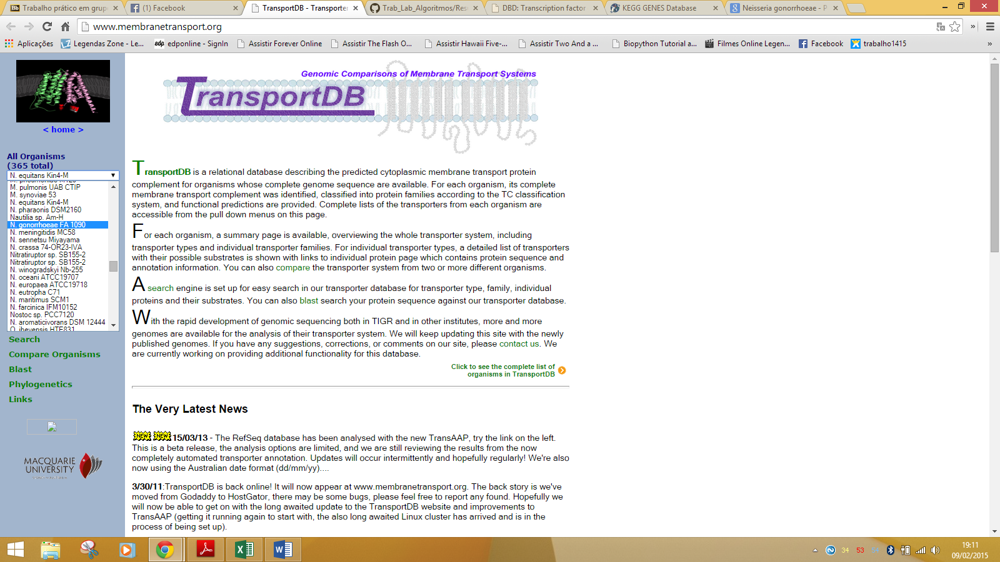 Trabalho prático em grup
(1) Facebook
TransportDB - Transporter
Trab_Lab_Algoritmos/Resu
DBD: Transcription factor
KEGG GENES Database
Neisseria gonorrhoeae - P
www.membranetransport.org
Aplicações
Legendas Zone - Le...
edp edponline - SignIn
Assistir Forever Online
Assistir The Flash O...
Assistir Hawaii Five-...
Assistir Two And a ...
Biopython Tutorial a...
Filmes Online Legen...
Facebook
trabalho1415
»
< home >
All Organisms
(365 total)
N. equitans Kin4-M
M. pulmonis UAB CTIP
M. synoviae 53
N. equitans Kin4-M
N. pharaonis DSM2160
Nautilia sp. Am-H
N. gonorrhoeae FA 1090
N. meningitidis MC58
N. sennetsu Miyayama
N. crassa 74-OR23-IVA
Nitratiruptor sp. SB155-2
Nitratiruptor sp. SB155-2
N. winogradskyi Nb-255
N. oceani ATCC19707
N. europaea ATCC19718
N. eutropha C71
N. maritimus SCM1
N. farcinica IFM10152
Nostoc sp. PCC7120
N. aromaticivorans DSM 12444
O. iheyensis HTE831
Search
Compare Organisms
Blast
Phylogenetics
Links
MACQUARIE
UNIVERSITY
Genomic Comparisons of Membrane Transport Systems
TransportDB
TransportDB is a relational database describing the predicted cytoplasmic membrane transport protein
complement for organisms whose complete genome sequence are available. For each organism, its complete
membrane transport complement was identified, classified into protein families according to the TC classification
system, and functional predictions are provided. Complete lists of the transporters from each organism are
accessible from the pull down menus on this page.
For each organism, a summary page is available, overviewing the whole transporter system, including
transporter types and individual transporter families. For individual transporter types, a detailed list of transporters
with their possible substrates is shown with links to individual protein page which contains protein sequence and
annotation information. You can also compare the transporter system from two or more different organisms.
A search engine is set up for easy search in our transporter database for transporter type, family, individual
proteins and their substrates. You can also blast search your protein sequence against our transporter database.
With the rapid development of genomic sequencing both in TIGR and in other institutes, more and more
genomes are available for the analysis of their transporter system. We will keep updating this site with the newly
published genomes. If you have any suggestions, corrections, or comments on our site, please contact us. We
are currently working on providing additional functionality for this database.
Click to see the complete list of
organisms in TransportDB
The Very Latest News
NEW NEW 15/03/13 - The RefSeq database has been analysed with the new TransAAP, try the link on the left.
This is a beta release, the analysis options are limited, and we are still reviewing the results from the now
completely automated transporter annotation. Updates will occur intermittently and hopefully regularly! We're also
now using the Australian date format (dd/mm/yy)....
3/30/11:TransportDB is back online! It will now appear at www.membranetransport.org. The back story is we've
moved from Godaddy to HostGator, there may be some bugs, please feel free to report any found. Hopefully we
will now be able to get on with the long awaited update to the TransportDB website and improvements to
TransAAP (getting it running again to start with, the also long awaited Linux cluster has arrived and is in the
process of being set up).
34
53
19:11
09/02/2015